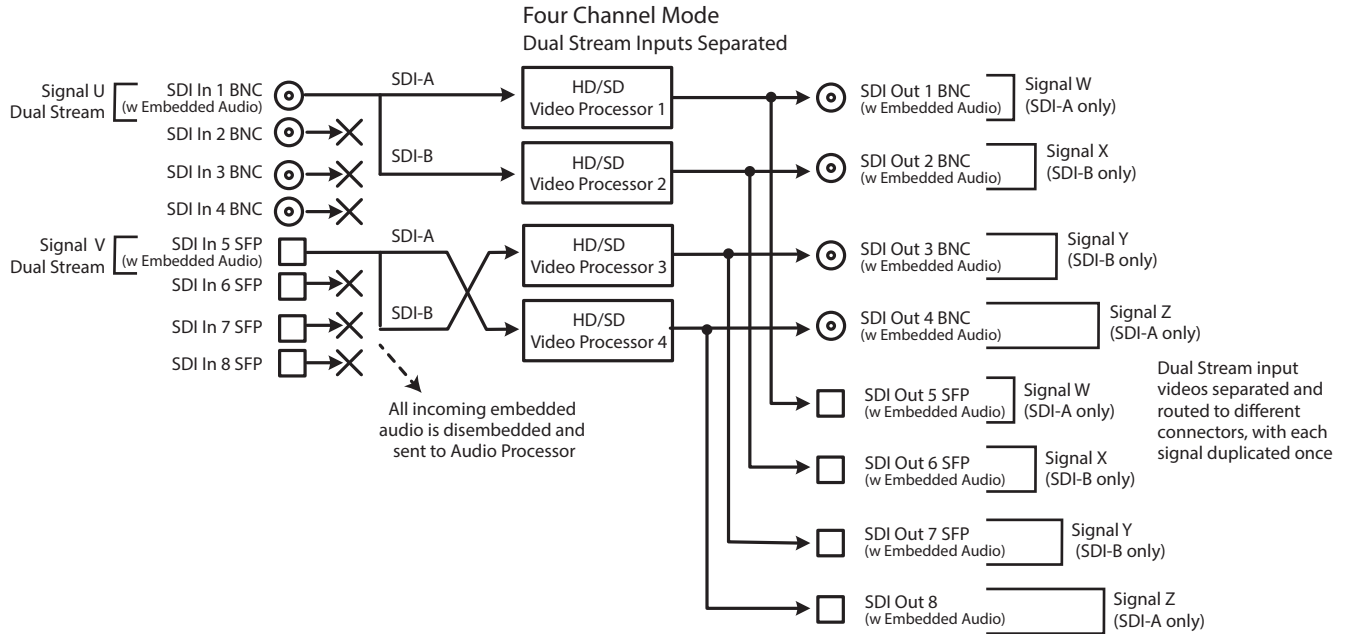 Four Channel Mode
Dual Stream Inputs Separated
Signal U
Dual Stream
SDI In 1 BNC
(w Embedded Audio)
SDI In 2 BNC
SDI In 3 BNC
SDI In 4 BNC
Signal V
Dual Stream
SDI In 5 SFP
(w Embedded Audio)
SDI In 6 SFP
SDI In 7 SFP
SDI In 8 SFP
SDI-A
SDI-B
SDI-A
SDI-B
All incoming embedded
audio is disembedded and
sent to Audio Processor
HD/SD
Video Processor 1
HD/SD
Video Processor 2
HD/SD
Video Processor 3
HD/SD
Video Processor 4
SDI Out 1 BNC
(w Embedded Audio)
Signal W
(SDI-A only)
SDI Out 2 BNC
(w Embedded Audio)
Signal X
(SDI-B only)
SDI Out 3 BNC
(w Embedded Audio)
Signal Y
(SDI-B only)
SDI Out 4 BNC
(w Embedded Audio)
Signal Z
(SDI-A only)
SDI Out 5 SFP
(w Embedded Audio)
Signal W
(SDI-A only)
SDI Out 6 SFP
(w Embedded Audio)
Signal X
(SDI-B only)
SDI Out 7 SFP
(w Embedded Audio)
Signal Y
(SDI-B only)
SDI Out 8
(w Embedded Audio)
Signal Z
(SDI-A only)
Dual Stream input
videos separated and
routed to different
connectors, with each
signal duplicated once